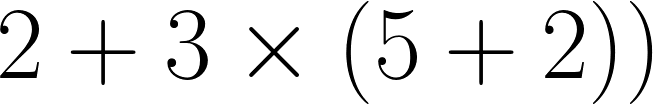 2 + 3 × (5 + 2))